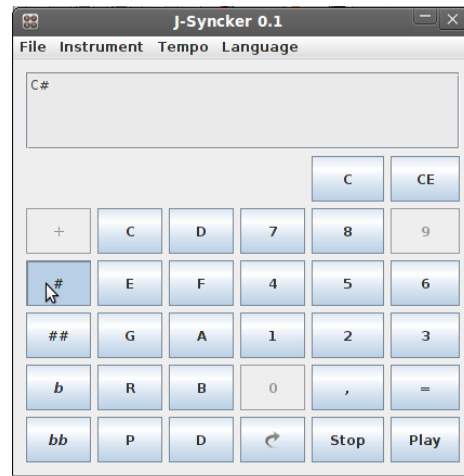 J-Syncker 0.1
File Instrument Tempo Language
C#
C CE
+ C D 7 8 9
# E F 4 5 6
## G A 1 2 3
b R B 0 , =
bb P D Stop Play